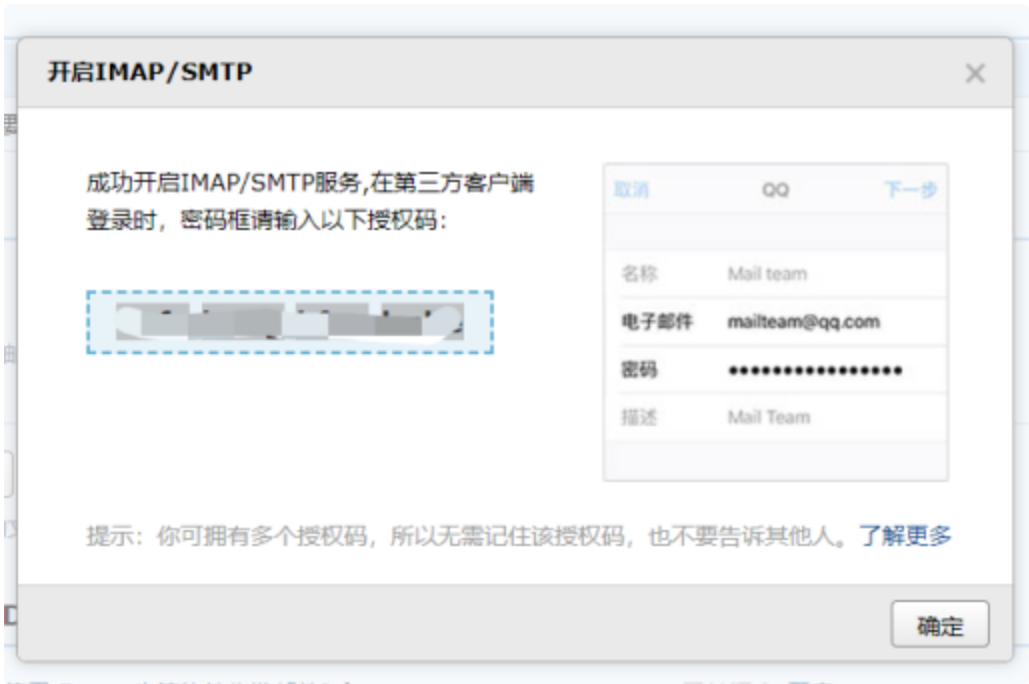 开启IMAP/SMTP
成功开启IMAP/SMTP服务,在第三方客户端
登录时，密码框请输入以下授权码：
取消 QQ 下一步
名称 Mail team
电子邮件 mailteam@qq.com
密码 ••••••••••••••••
描述 Mail Team
提示：你可拥有多个授权码，所以无需记住该授权码，也不要告诉其他人。了解更多
确定